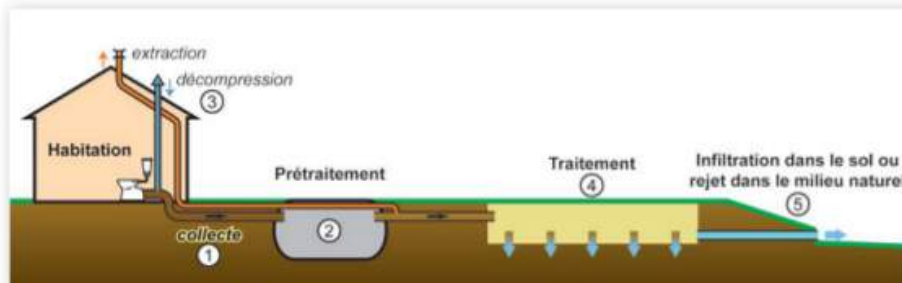 extraction
décompression
③
Habitation
Prétraitement
Traitement
④
Infiltration dans le sol ou
rejet dans le milieu naturel
⑤
②
collecte
①